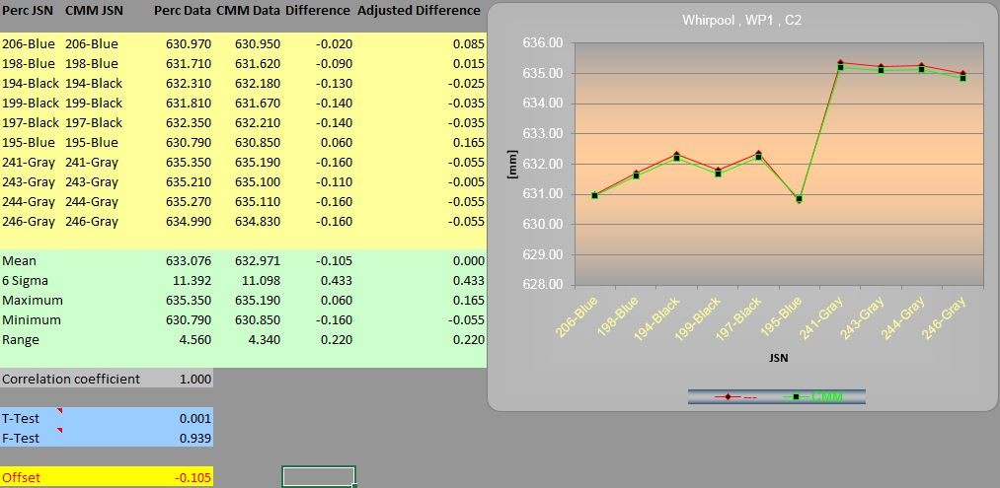 Perc JSN CMM JSN Perc Data CMM Data Difference Adjusted Difference
206-Blue 206-Blue 630.970 630.950 -0.020 0.085
198-Blue 198-Blue 631.710 631.620 -0.090 0.015
194-Black 194-Black 632.310 632.180 -0.130 -0.025
199-Black 199-Black 631.810 631.670 -0.140 -0.035
197-Black 197-Black 632.350 632.210 -0.140 -0.035
195-Blue 195-Blue 630.790 630.850 0.060 0.165
241-Gray 241-Gray 635.350 635.190 -0.160 -0.055
243-Gray 243-Gray 635.210 635.100 -0.110 -0.005
244-Gray 244-Gray 635.270 635.110 -0.160 -0.055
246-Gray 246-Gray 634.990 634.830 -0.160 -0.055
Mean 633.076 632.971 -0.105 0.000
6 Sigma 11.392 11.098 0.433 0.433
Maximum 635.350 635.190 0.060 0.165
Minimum 630.790 630.850 -0.160 -0.055
Range 4.560 4.340 0.220 0.220
Correlation coefficient 1.000
T-Test 0.001
F-Test 0.939
Offset -0.105
Whirpool , WP1 , C2
636.00
635.00
634.00
633.00
632.00
631.00
630.00
629.00
628.00
[mm]
206-Blue 198-Blue 194-Black 199-Black 197-Black 195-Blue 241-Gray 243-Gray 244-Gray 246-Gray
JSN
--- CMM